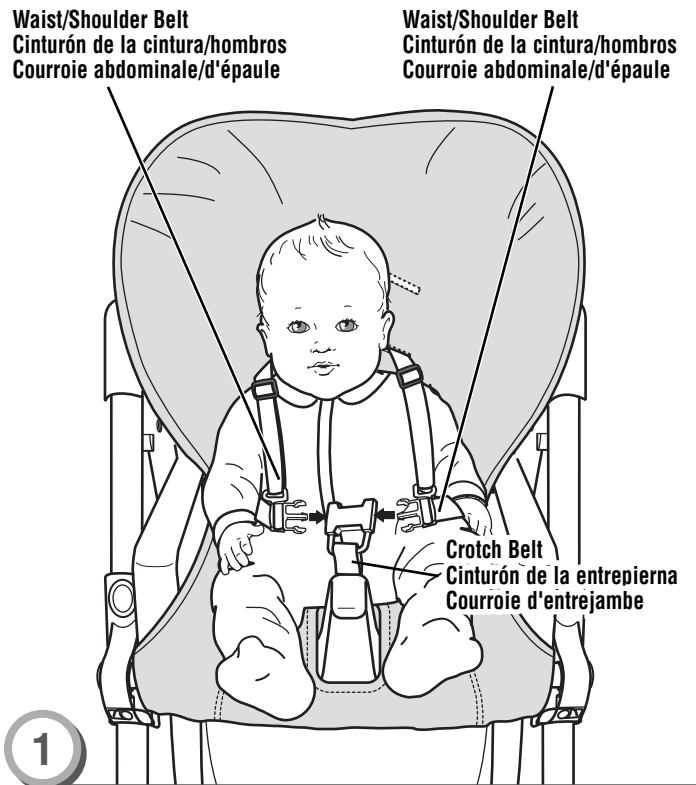 Waist/Shoulder Belt
Cinturón de la cintura/hombros
Courroie abdominale/d'épaule
Waist/Shoulder Belt
Cinturón de la cintura/hombros
Courroie abdominale/d'épaule
Crotch Belt
Cinturón de la entrepierna
Courroie d'entrejambe
1